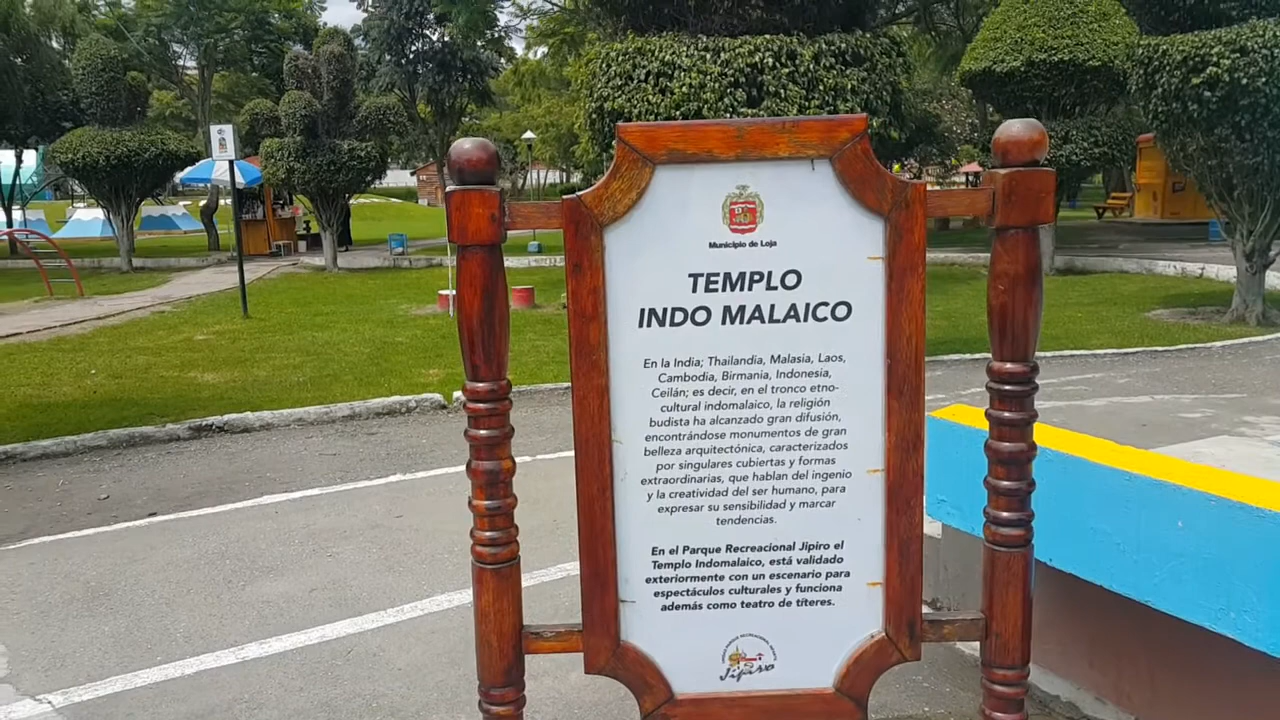 Municipio de Loja
TEMPLO
INDO MALAICO
En la India; Thailandia, Malasia, Laos,
Cambodia, Birmania, Indonesia,
Ceilán; es decir, en el tronco etno-
cultural indomalaico, la religión
budista ha alcanzado gran difusión,
encontrándose monumentos de gran
belleza arquitectónica, caracterizados
por singulares cubiertas y formas
extraordinarias, que hablan del ingenio
y la creatividad del ser humano, para
expresar su sensibilidad y marcar
tendencias.
En el Parque Recreacional Jipiro el
Templo Indomalaico, está validado
exteriormente con un escenario para
espectáculos culturales y funciona
además como teatro de títeres.
Jipiro